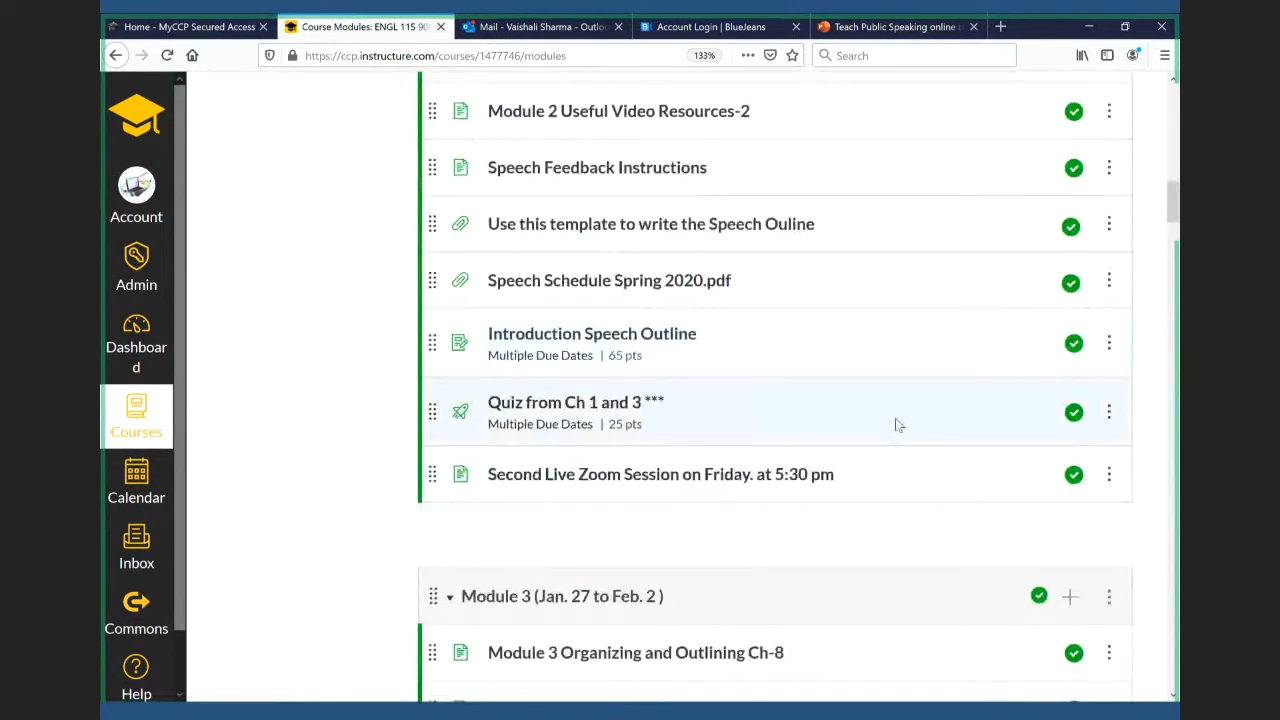 Home - MyCCP Secured Access
Course Modules: ENGL 115 90
Mail - Vaishali Sharma - Outlo
Account Login | BlueJeans
Teach Public Speaking online c
https://ccp.instructure.com/courses/1477746/modules
133%
Search
Account
Admin
Dashboar
d
Courses
Calendar
Inbox
Commons
Help
Module 2 Useful Video Resources-2
Speech Feedback Instructions
Use this template to write the Speech Ouline
Speech Schedule Spring 2020.pdf
Introduction Speech Outline
Multiple Due Dates | 65 pts
Quiz from Ch 1 and 3 ***
Multiple Due Dates | 25 pts
Second Live Zoom Session on Friday. at 5:30 pm
Module 3 (Jan. 27 to Feb. 2 )
Module 3 Organizing and Outlining Ch-8